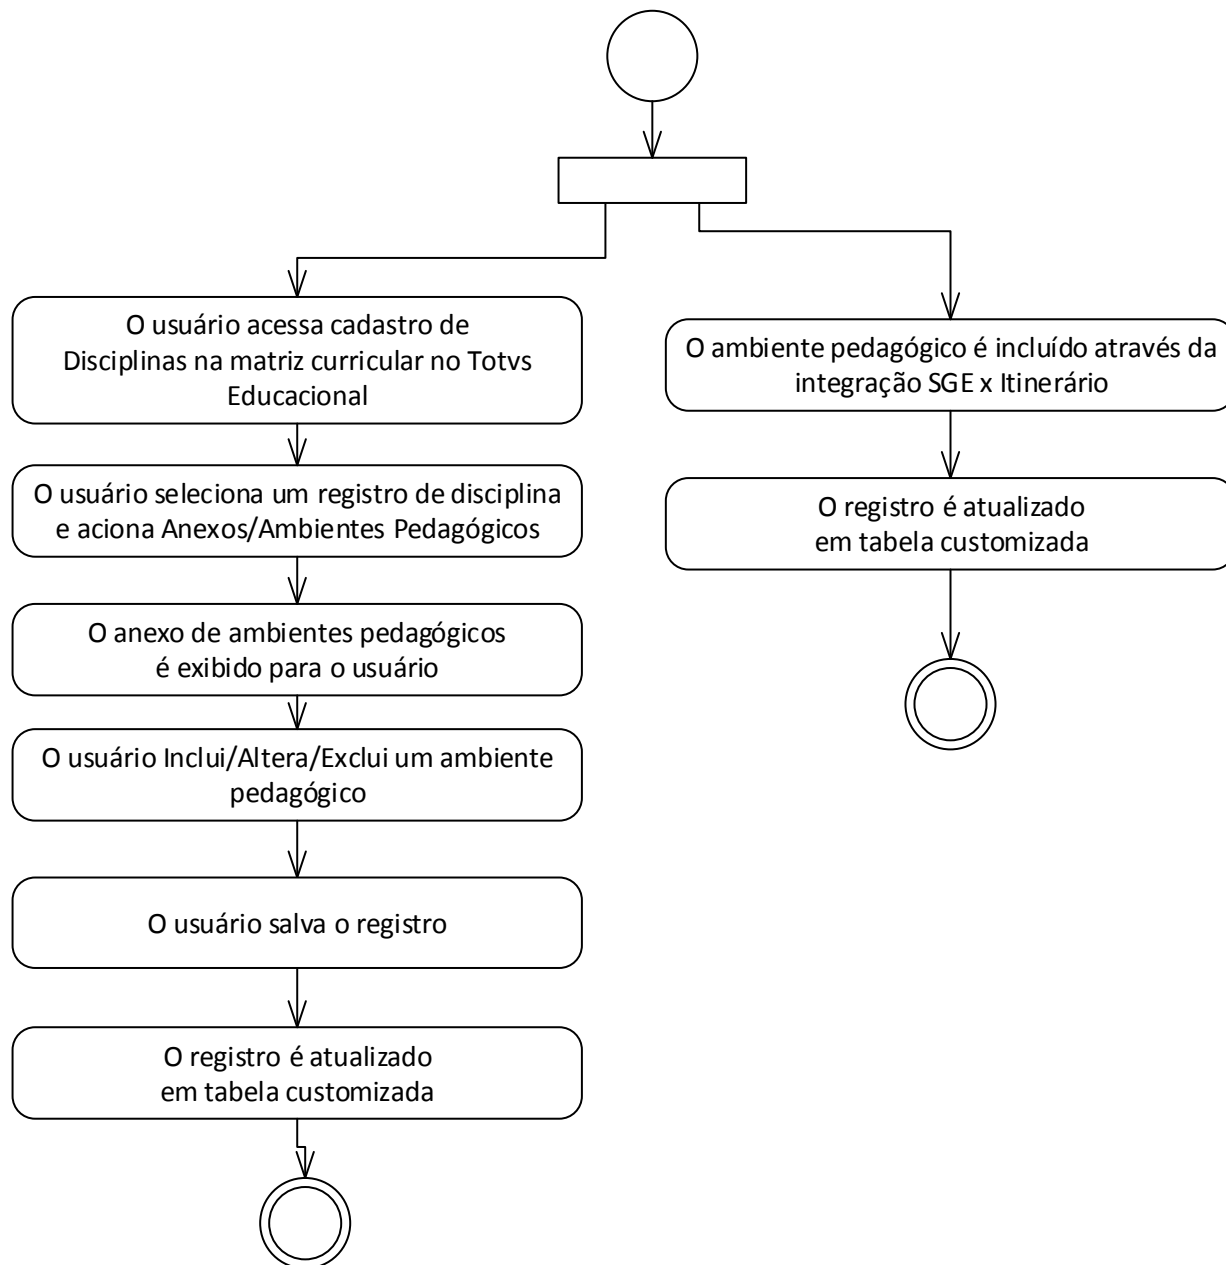 O usuário acessa cadastro de
Disciplinas na matriz curricular no Totvs
Educacional
O usuário seleciona um registro de disciplina
e aciona Anexos/Ambientes Pedagógicos
O anexo de ambientes pedagógicos
é exibido para o usuário
O usuário Inclui/Altera/Exclui um ambiente
pedagógico
O usuário salva o registro
O registro é atualizado
em tabela customizada
O ambiente pedagógico é incluído através da
integração SGE x Itinerário
O registro é atualizado
em tabela customizada